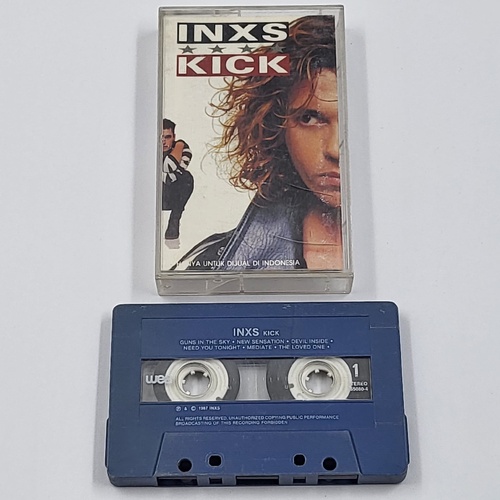 INXS
KICK
HANYA UNTUK DIJUAL DI INDONESIA
INXS KICK
GUNS IN THE SKY • NEW SENSATION • DEVIL INSIDE •
NEED YOU TONIGHT • MEDIATE • THE LOVED ONE •
wea
1
STEREO
℗ & © 1987 INXS
ALL RIGHTS RESERVED. UNAUTHORIZED COPYING PUBLIC PERFORMANCE
BROADCASTING OF THIS RECORDING FORBIDDEN